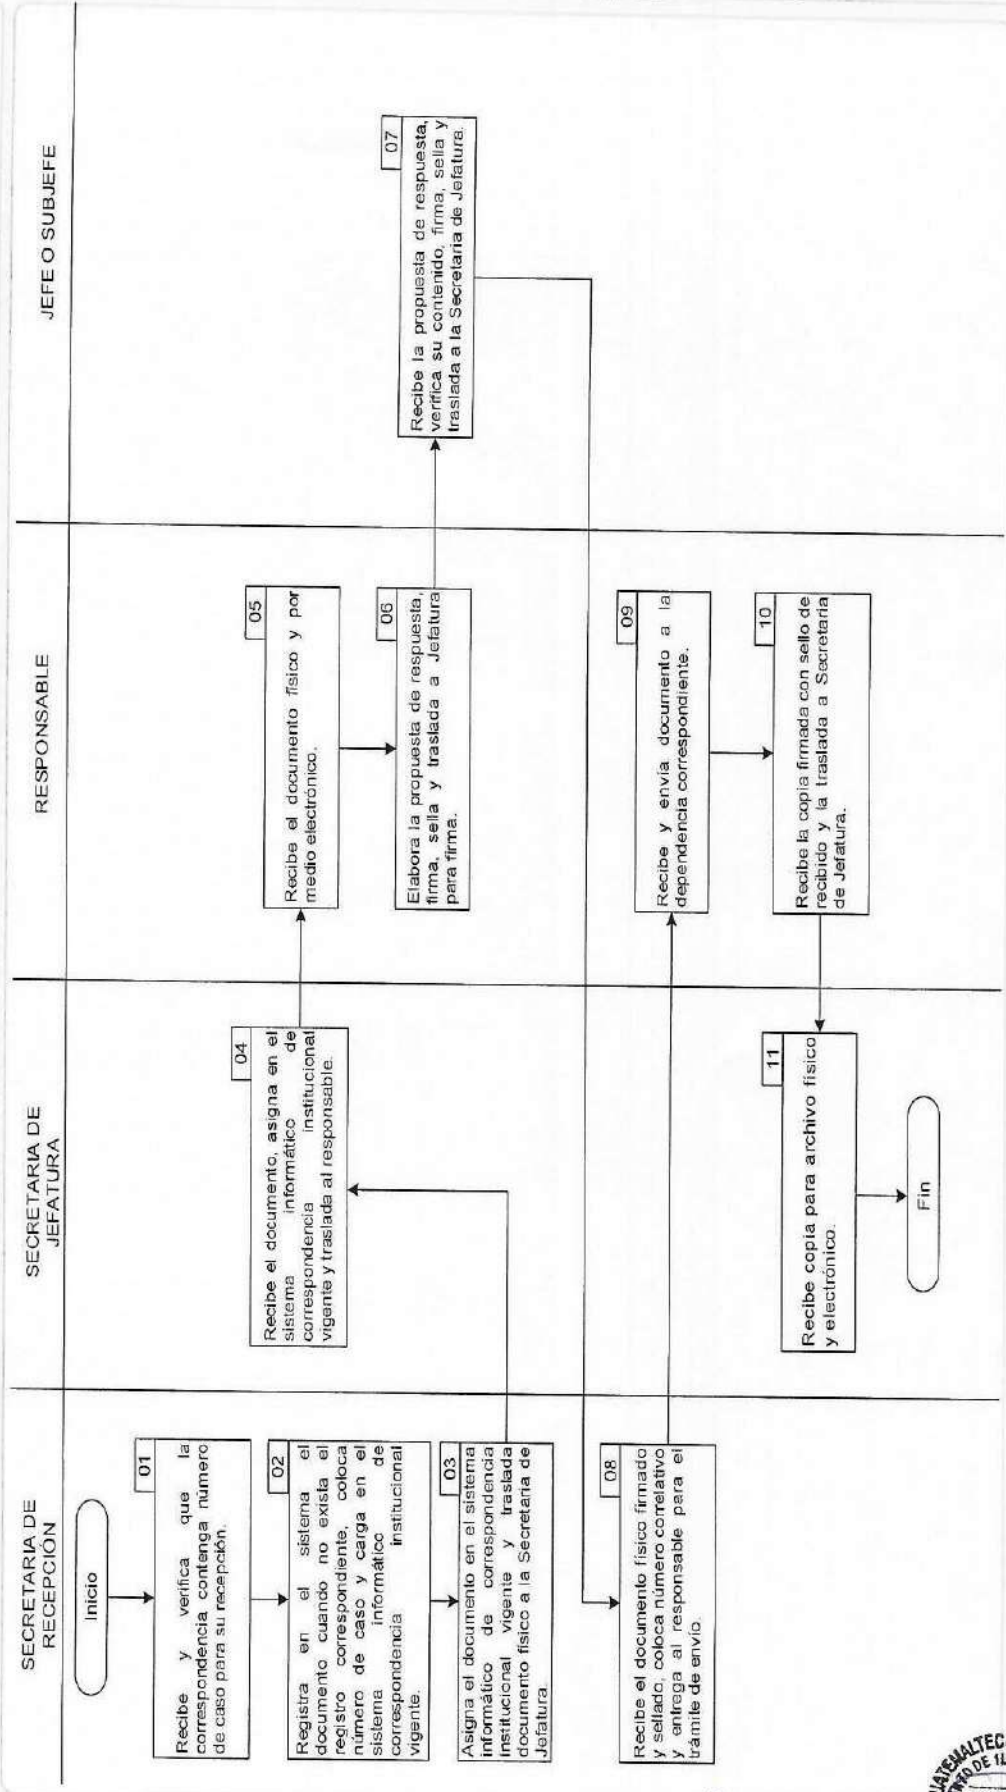 SECRETARIA DE
RECEPCIÓN
SECRETARIA DE
JEFATURA
RESPONSABLE
JEFE O SUBJEFE
Inicio
01
Recibe y verifica que la
correspondencia contenga número
de caso para su recepción.
02
Registra en el sistema el
documento cuando no exista el
registro correspondiente, coloca
número de caso y carga en el
sistema informático de
correspondencia institucional
vigente.
03
Asigna el documento en el sistema
informático de correspondencia
institucional vigente y traslada
documento físico a la Secretaria de
Jefatura.
04
Recibe el documento, asigna en el
sistema informático de
correspondencia institucional
vigente y traslada al responsable.
05
Recibe el documento físico y por
medio electrónico.
06
Elabora la propuesta de respuesta,
firma, sella y traslada a Jefatura
para firma.
07
Recibe la propuesta de respuesta,
verifica su contenido, firma, sella y
traslada a la Secretaria de Jefatura.
08
Recibe el documento físico firmado
y sellado, coloca número correlativo
y entrega al responsable para el
trámite de envío.
09
Recibe y envía documento a la
dependencia correspondiente.
10
Recibe la copia firmada con sello de
recibido y la traslada a Secretaria
de Jefatura.
11
Recibe copia para archivo físico
y electrónico.
Fin